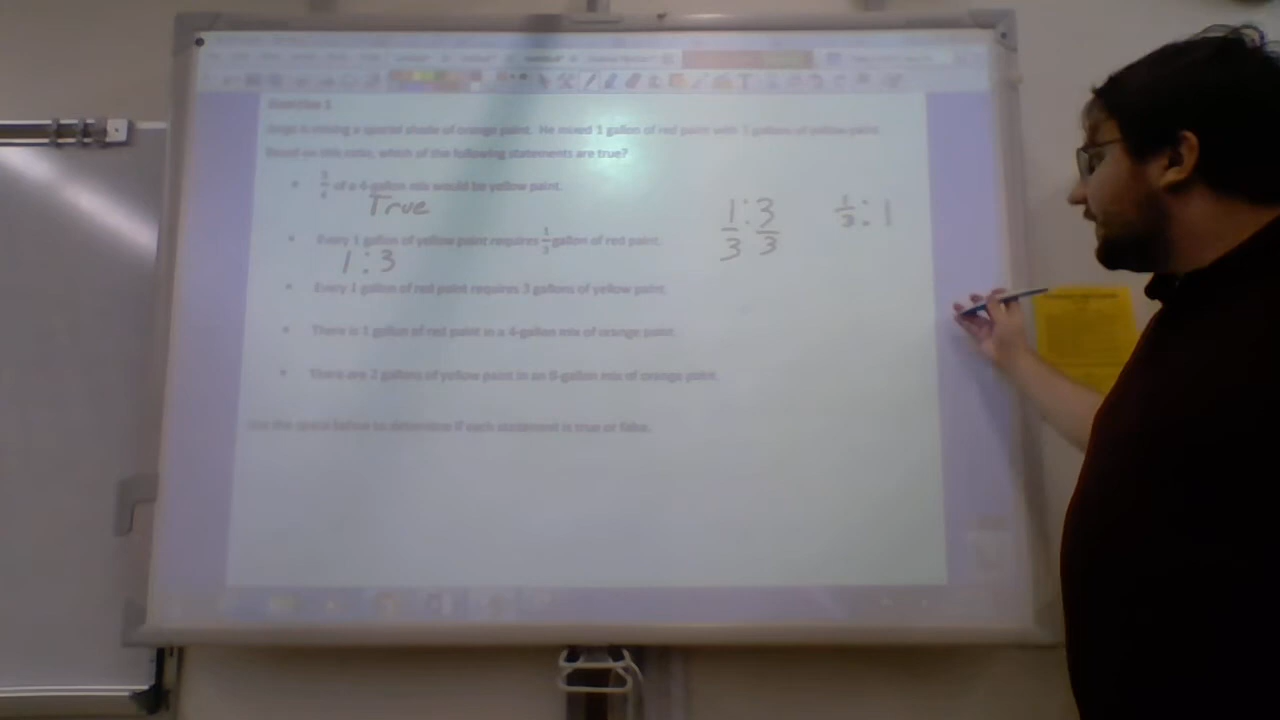 Exercise 1
Jorge is mixing a special shade of orange paint. He mixed 1 gallon of red paint with 3 gallons of yellow paint.
Based on this ratio, which of the following statements are true?
• 3/4 of a 4-gallon mix would be yellow paint.
True
• Every 1 gallon of yellow paint requires 1/3 gallon of red paint.
1:3
1/3 : 3/3
1/3 : 1
• Every 1 gallon of red paint requires 3 gallons of yellow paint.
• There is 1 gallon of red paint in a 4-gallon mix of orange paint.
• There are 2 gallons of yellow paint in an 8-gallon mix of orange paint.
Use the space below to determine if each statement is true or false.